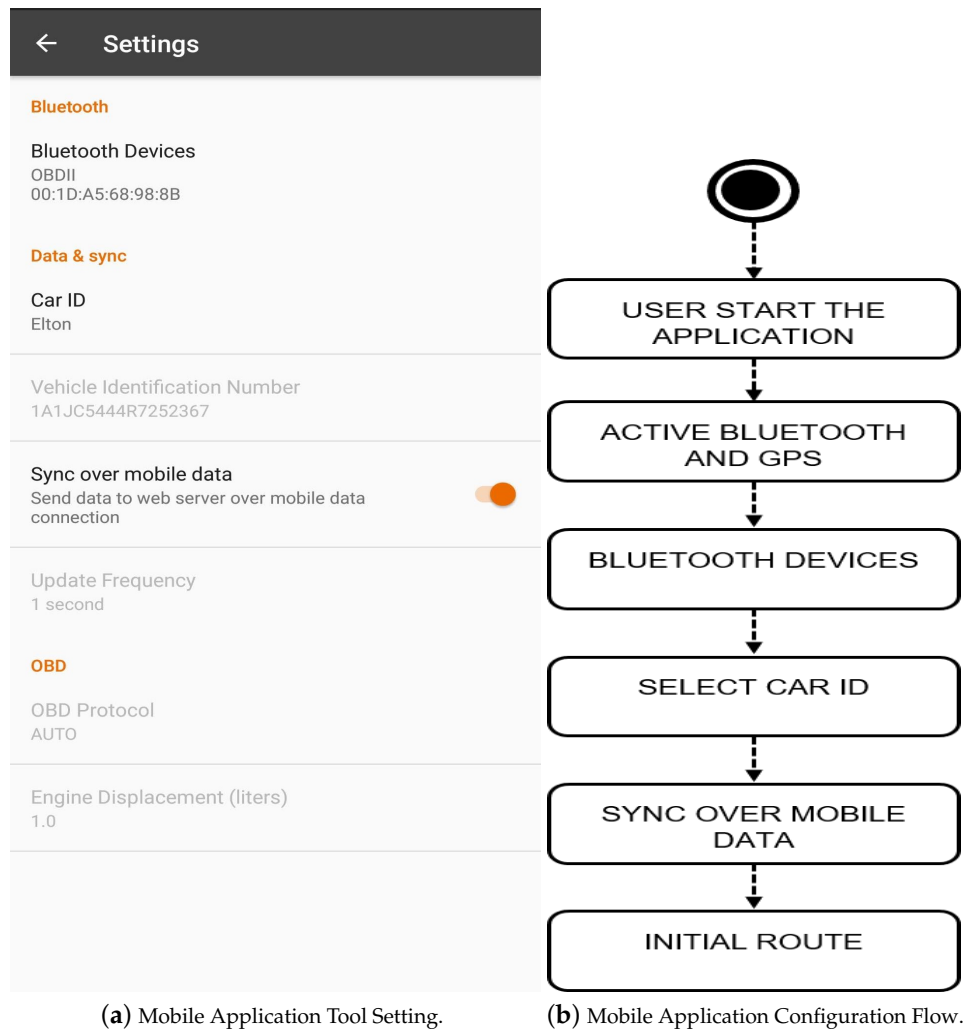 Settings
Bluetooth
Bluetooth Devices
OBDII
00:1D:A5:68:98:8B
Data & sync
Car ID
Elton
Vehicle Identification Number
1A1JC5444R7252367
Sync over mobile data
Send data to web server over mobile data
connection
Update Frequency
1 second
OBD
OBD Protocol
AUTO
Engine Displacement (liters)
1.0
(a) Mobile Application Tool Setting.
USER START THE
APPLICATION
ACTIVE BLUETOOTH
AND GPS
BLUETOOTH DEVICES
SELECT CAR ID
SYNC OVER MOBILE
DATA
INITIAL ROUTE
(b) Mobile Application Configuration Flow.